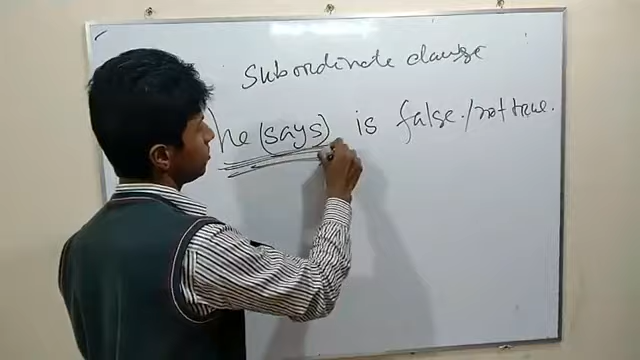 Subordinate clause
he (says) is false./not true.